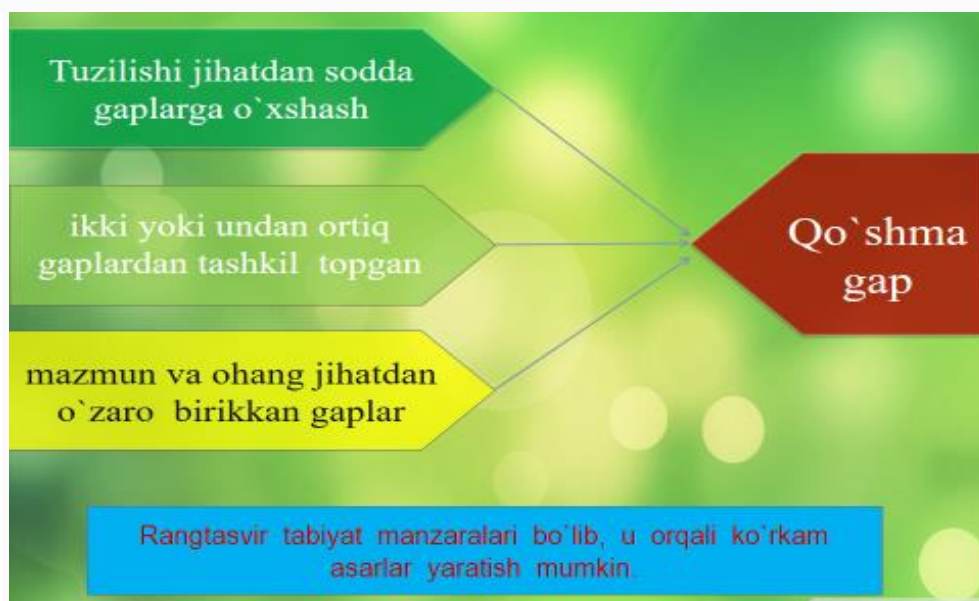 Tuzilishi jihatdan sodda
gaplarga o`xshash
ikki yoki undan ortiq
gaplardan tashkil topgan
mazmun va ohang jihatdan
o`zaro birikkan gaplar
Qo`shma
gap
Rangtasvir tabiyat manzaralari bo`lib, u orqali ko`rkam
asarlar yaratish mumkin.